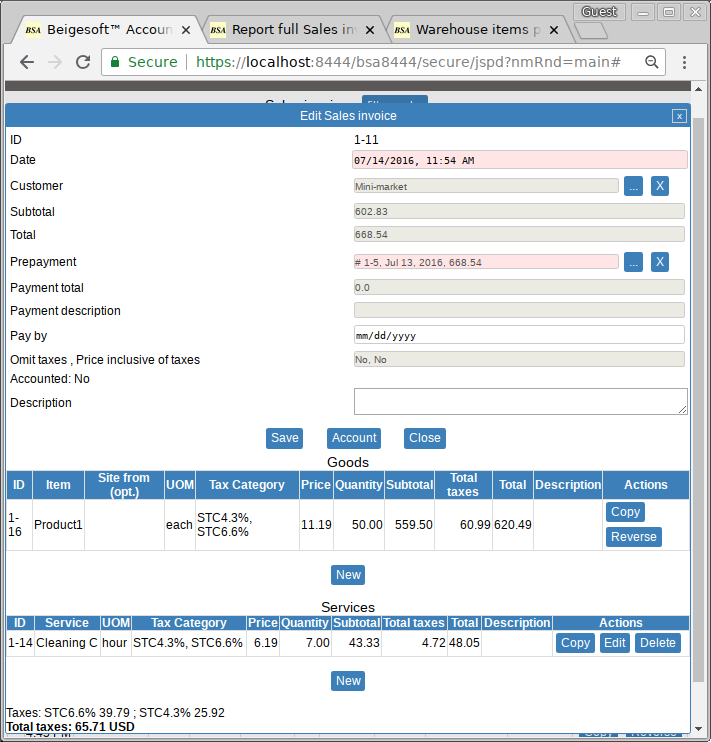 Guest
BSA Beigesoft™ Accoun
BSA Report full Sales in
BSA Warehouse items p
Secure https://localhost:8444/bsa8444/secure/jspd?nmRnd=main#
Edit Sales invoice x
ID 1-11
Date 07/14/2016, 11:54 AM
Customer Mini-market ... X
Subtotal 602.83
Total 668.54
Prepayment # 1-5, Jul 13, 2016, 668.54 ... X
Payment total 0.0
Payment description
Pay by mm/dd/yyyy
Omit taxes , Price inclusive of taxes No, No
Accounted: No
Description
Save Account Close
Goods
ID Item Site from (opt.) UOM Tax Category Price Quantity Subtotal Total taxes Total Description Actions
1-16 Product1 each STC4.3%, STC6.6% 11.19 50.00 559.50 60.99 620.49 Copy Reverse
New
Services
ID Service UOM Tax Category Price Quantity Subtotal Total taxes Total Description Actions
1-14 Cleaning C hour STC4.3%, STC6.6% 6.19 7.00 43.33 4.72 48.05 Copy Edit Delete
New
Taxes: STC6.6% 39.79 ; STC4.3% 25.92
Total taxes: 65.71 USD